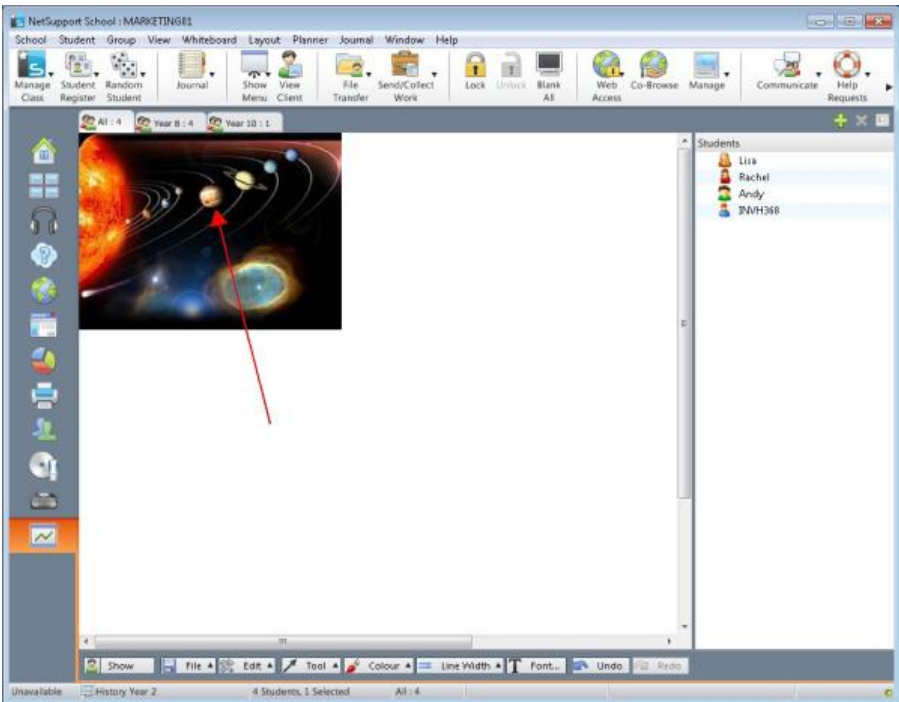 NetSupport School : MARKETING01
School Student Group View Whiteboard Layout Planner Journal Window Help
Manage Class
Student Register
Random Student
Journal
Show Menu
View Client
File Transfer
Send/Collect Work
Lock
Unlock
Blank All
Web Access
Co-Browse
Manage
Communicate
Help Requests
All : 4
Year 8 : 4
Year 10 : 1
Students
Lisa
Rachel
Andy
INVH368
Show File Edit Tool Colour Line Width Font... Undo Redo
Unavailable History Year 2 4 Students, 1 Selected All : 4